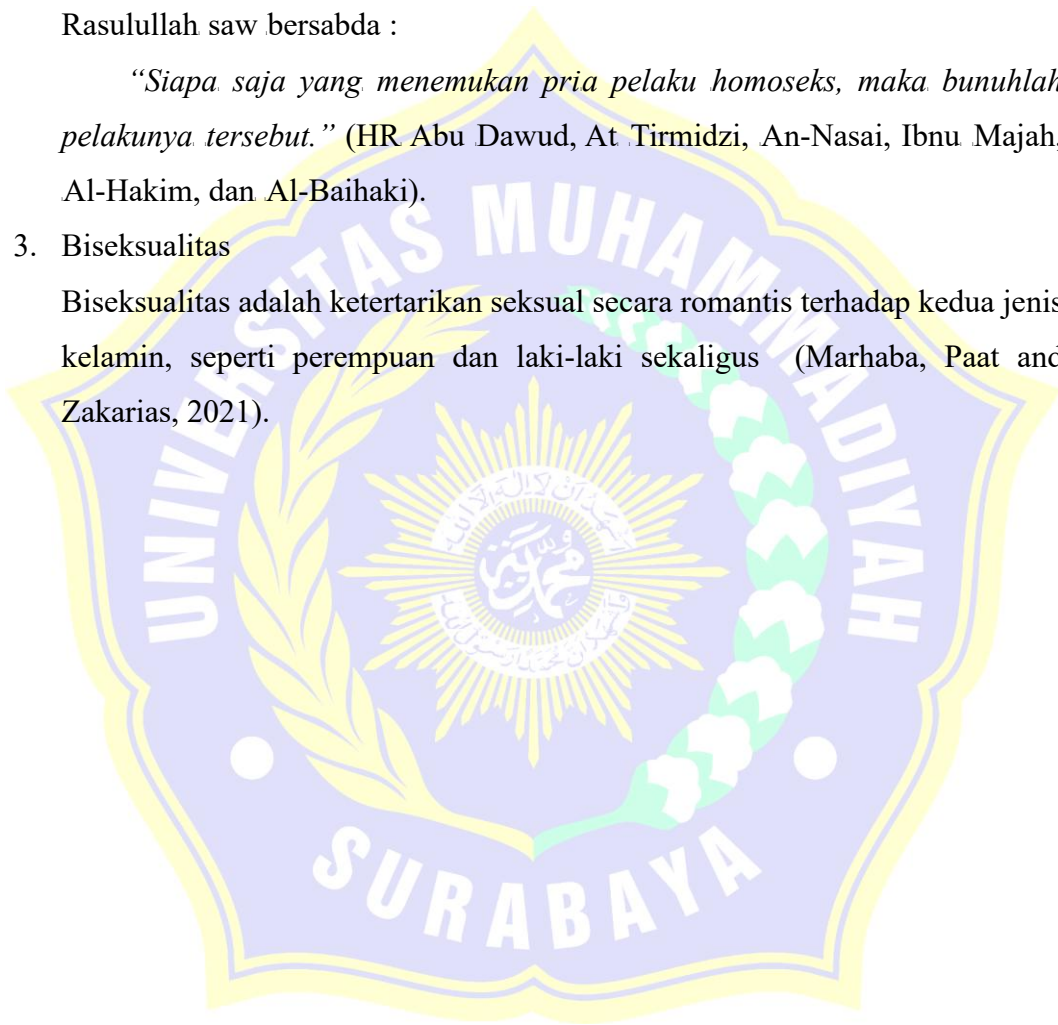 Rasulullah saw bersabda :
“Siapa saja yang menemukan pria pelaku homoseks, maka bunuhlah
pelakunya tersebut.” (HR Abu Dawud, At Tirmidzi, An-Nasai, Ibnu Majah,
Al-Hakim, dan Al-Baihaki).
3. Biseksualitas
Biseksualitas adalah ketertarikan seksual secara romantis terhadap kedua jenis
kelamin, seperti perempuan dan laki-laki sekaligus (Marhaba, Paat and
Zakarias, 2021).
UNIVERSITAS MUHAMMADIYAH
SURABAYA